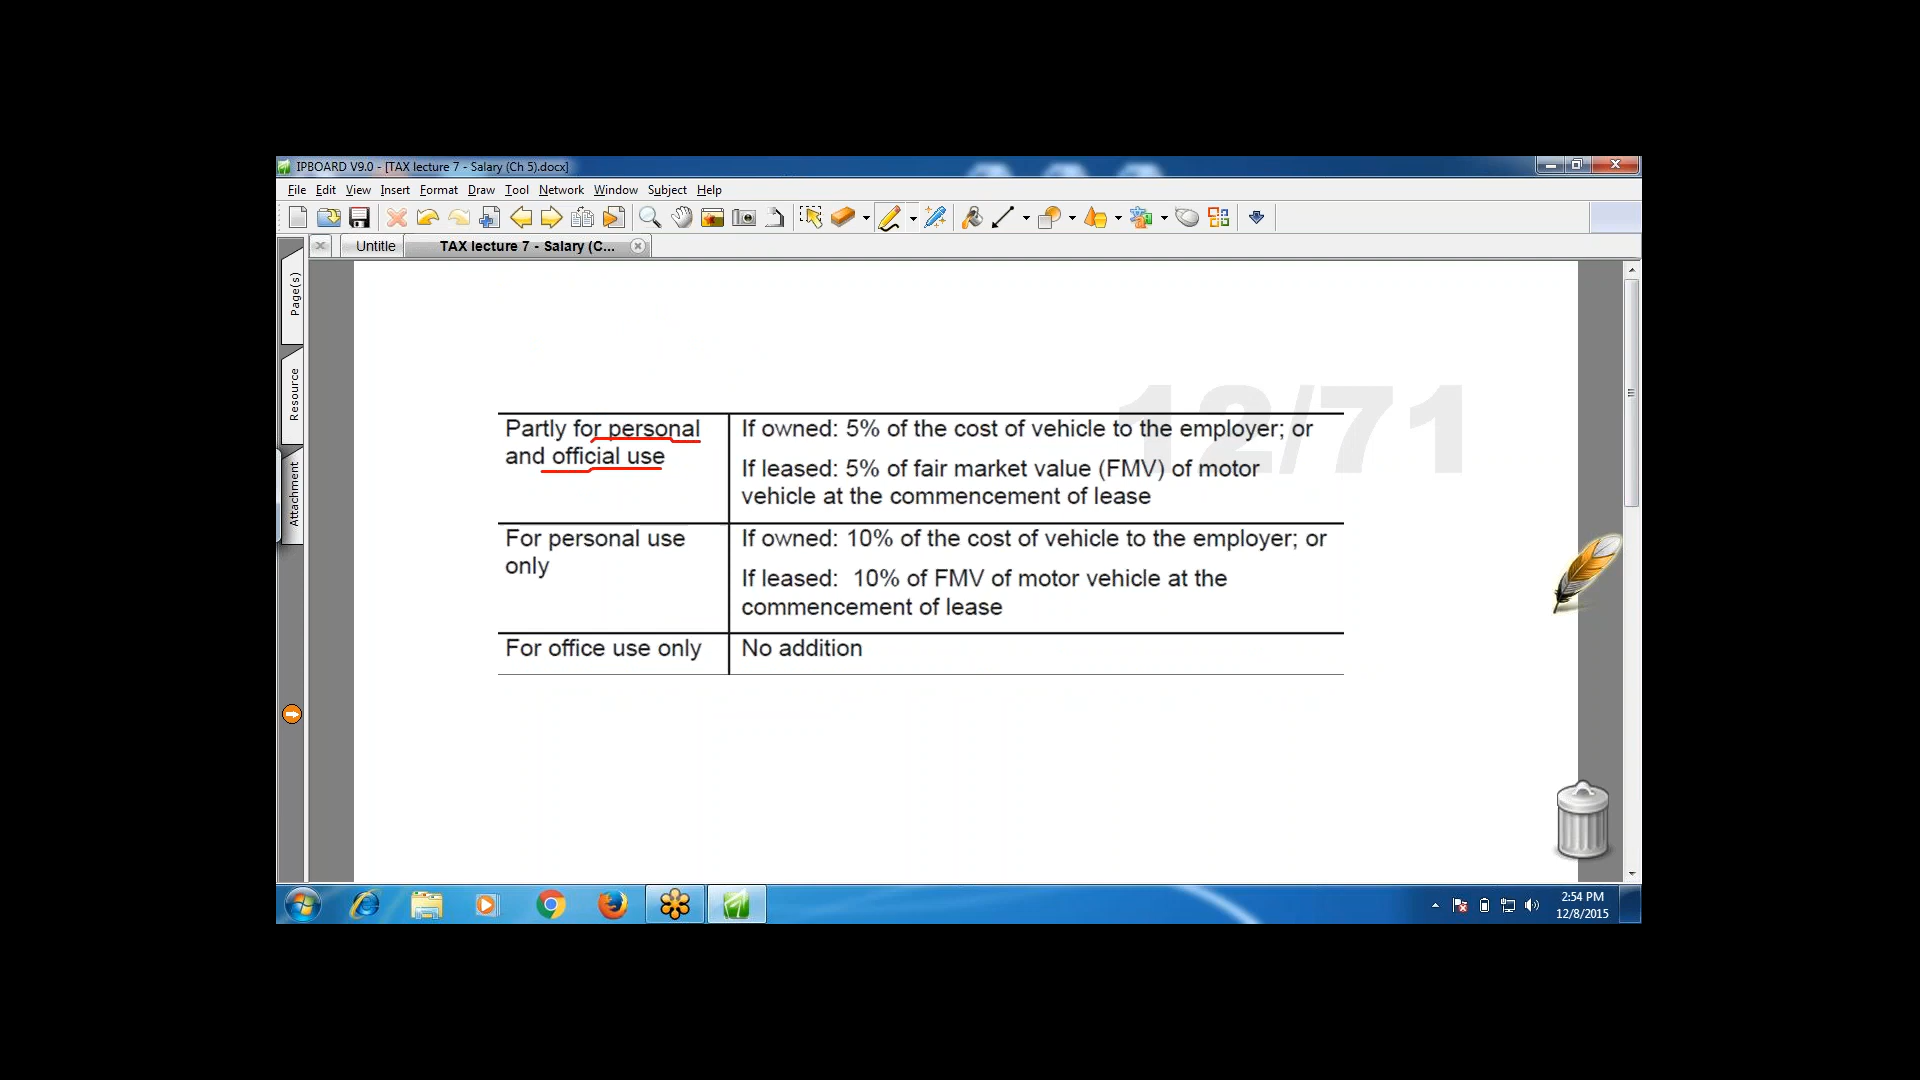 IPBOARD V9.0 - [TAX lecture 7 - Salary (Ch 5).docx]
File Edit View Insert Format Draw Tool Network Window Subject Help
Untitle TAX lecture 7 - Salary (C...
Page(s)
Resource
Attachment
12/71
Partly for personal
and official use
If owned: 5% of the cost of vehicle to the employer; or
If leased: 5% of fair market value (FMV) of motor
vehicle at the commencement of lease
For personal use
only
If owned: 10% of the cost of vehicle to the employer; or
If leased: 10% of FMV of motor vehicle at the
commencement of lease
For office use only
No addition
2:54 PM
12/8/2015